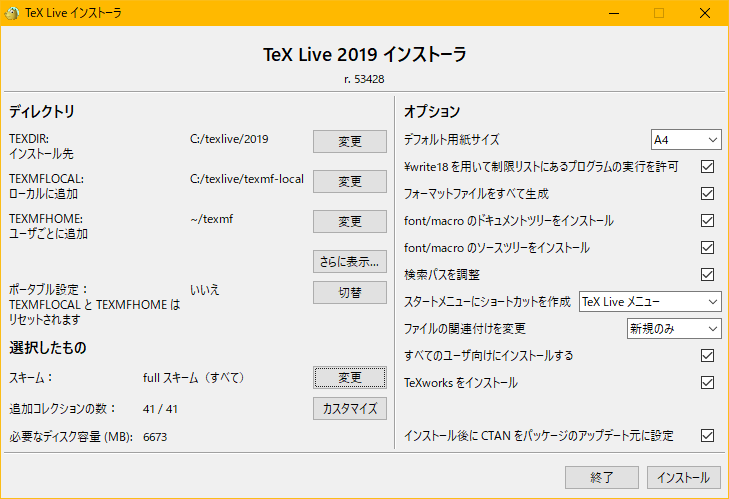 TeX Live インストーラ
TeX Live 2019 インストーラ
r. 53428
ディレクトリ
TEXDIR: C:/texlive/2019 変更
インストール先
TEXMFLOCAL: C:/texlive/texmf-local 変更
ローカルに追加
TEXMFHOME: ~/texmf 変更
ユーザごとに追加
さらに表示...
ポータブル設定： いいえ 切替
TEXMFLOCAL と TEXMFHOME は
リセットされます
選択したもの
スキーム： full スキーム（すべて） 変更
追加コレクションの数： 41 / 41 カスタマイズ
必要なディスク容量 (MB): 6673
オプション
デフォルト用紙サイズ A4
¥write18 を用いて制限リストにあるプログラムの実行を許可
フォーマットファイルをすべて生成
font/macro のドキュメントツリーをインストール
font/macro のソースツリーをインストール
検索パスを調整
スタートメニューにショートカットを作成 TeX Live メニュー
ファイルの関連付けを変更 新規のみ
すべてのユーザ向けにインストールする
TeXworks をインストール
インストール後に CTAN をパッケージのアップデート元に設定
終了 インストール